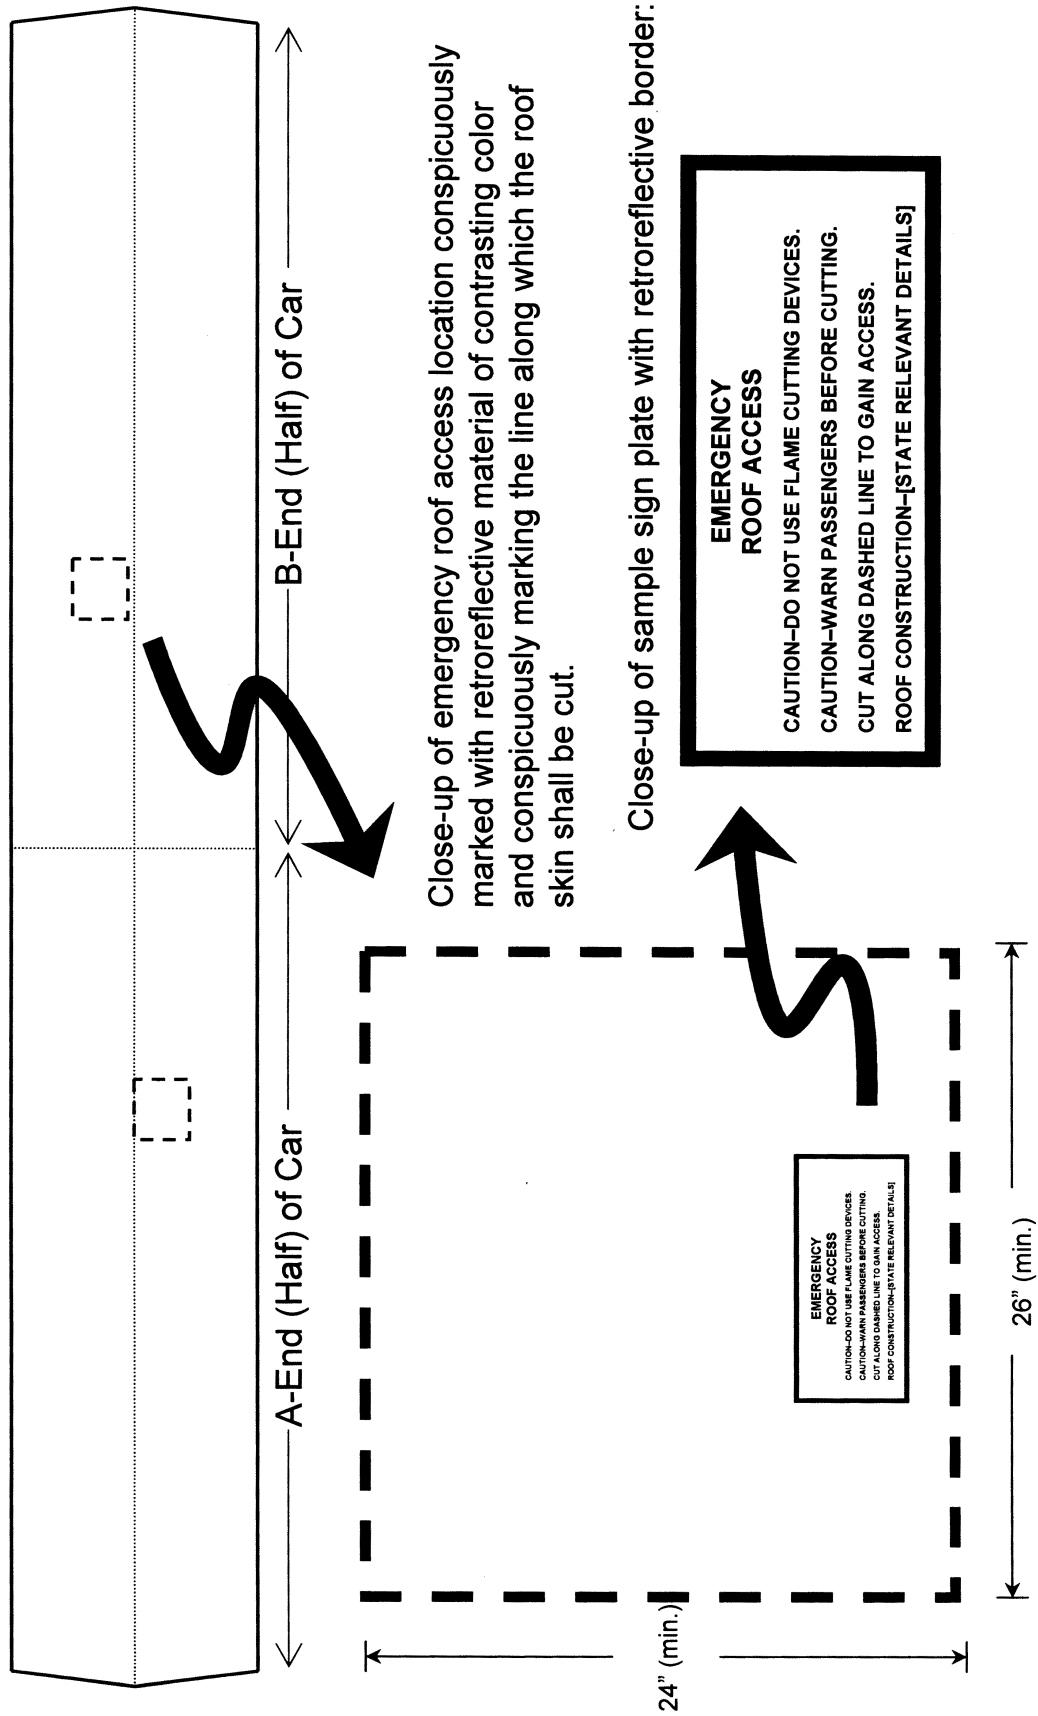 A-End (Half) of Car
B-End (Half) of Car
Close-up of emergency roof access location conspicuously
marked with retroreflective material of contrasting color
and conspicuously marking the line along which the roof
skin shall be cut.
24” (min.)
26” (min.)
EMERGENCY
ROOF ACCESS
CAUTION–DO NOT USE FLAME CUTTING DEVICES.
CAUTION–WARN PASSENGERS BEFORE CUTTING.
CUT ALONG DASHED LINE TO GAIN ACCESS.
ROOF CONSTRUCTION–[STATE RELEVANT DETAILS]
Close-up of sample sign plate with retroreflective border:
EMERGENCY
ROOF ACCESS
CAUTION–DO NOT USE FLAME CUTTING DEVICES.
CAUTION–WARN PASSENGERS BEFORE CUTTING.
CUT ALONG DASHED LINE TO GAIN ACCESS.
ROOF CONSTRUCTION–[STATE RELEVANT DETAILS]